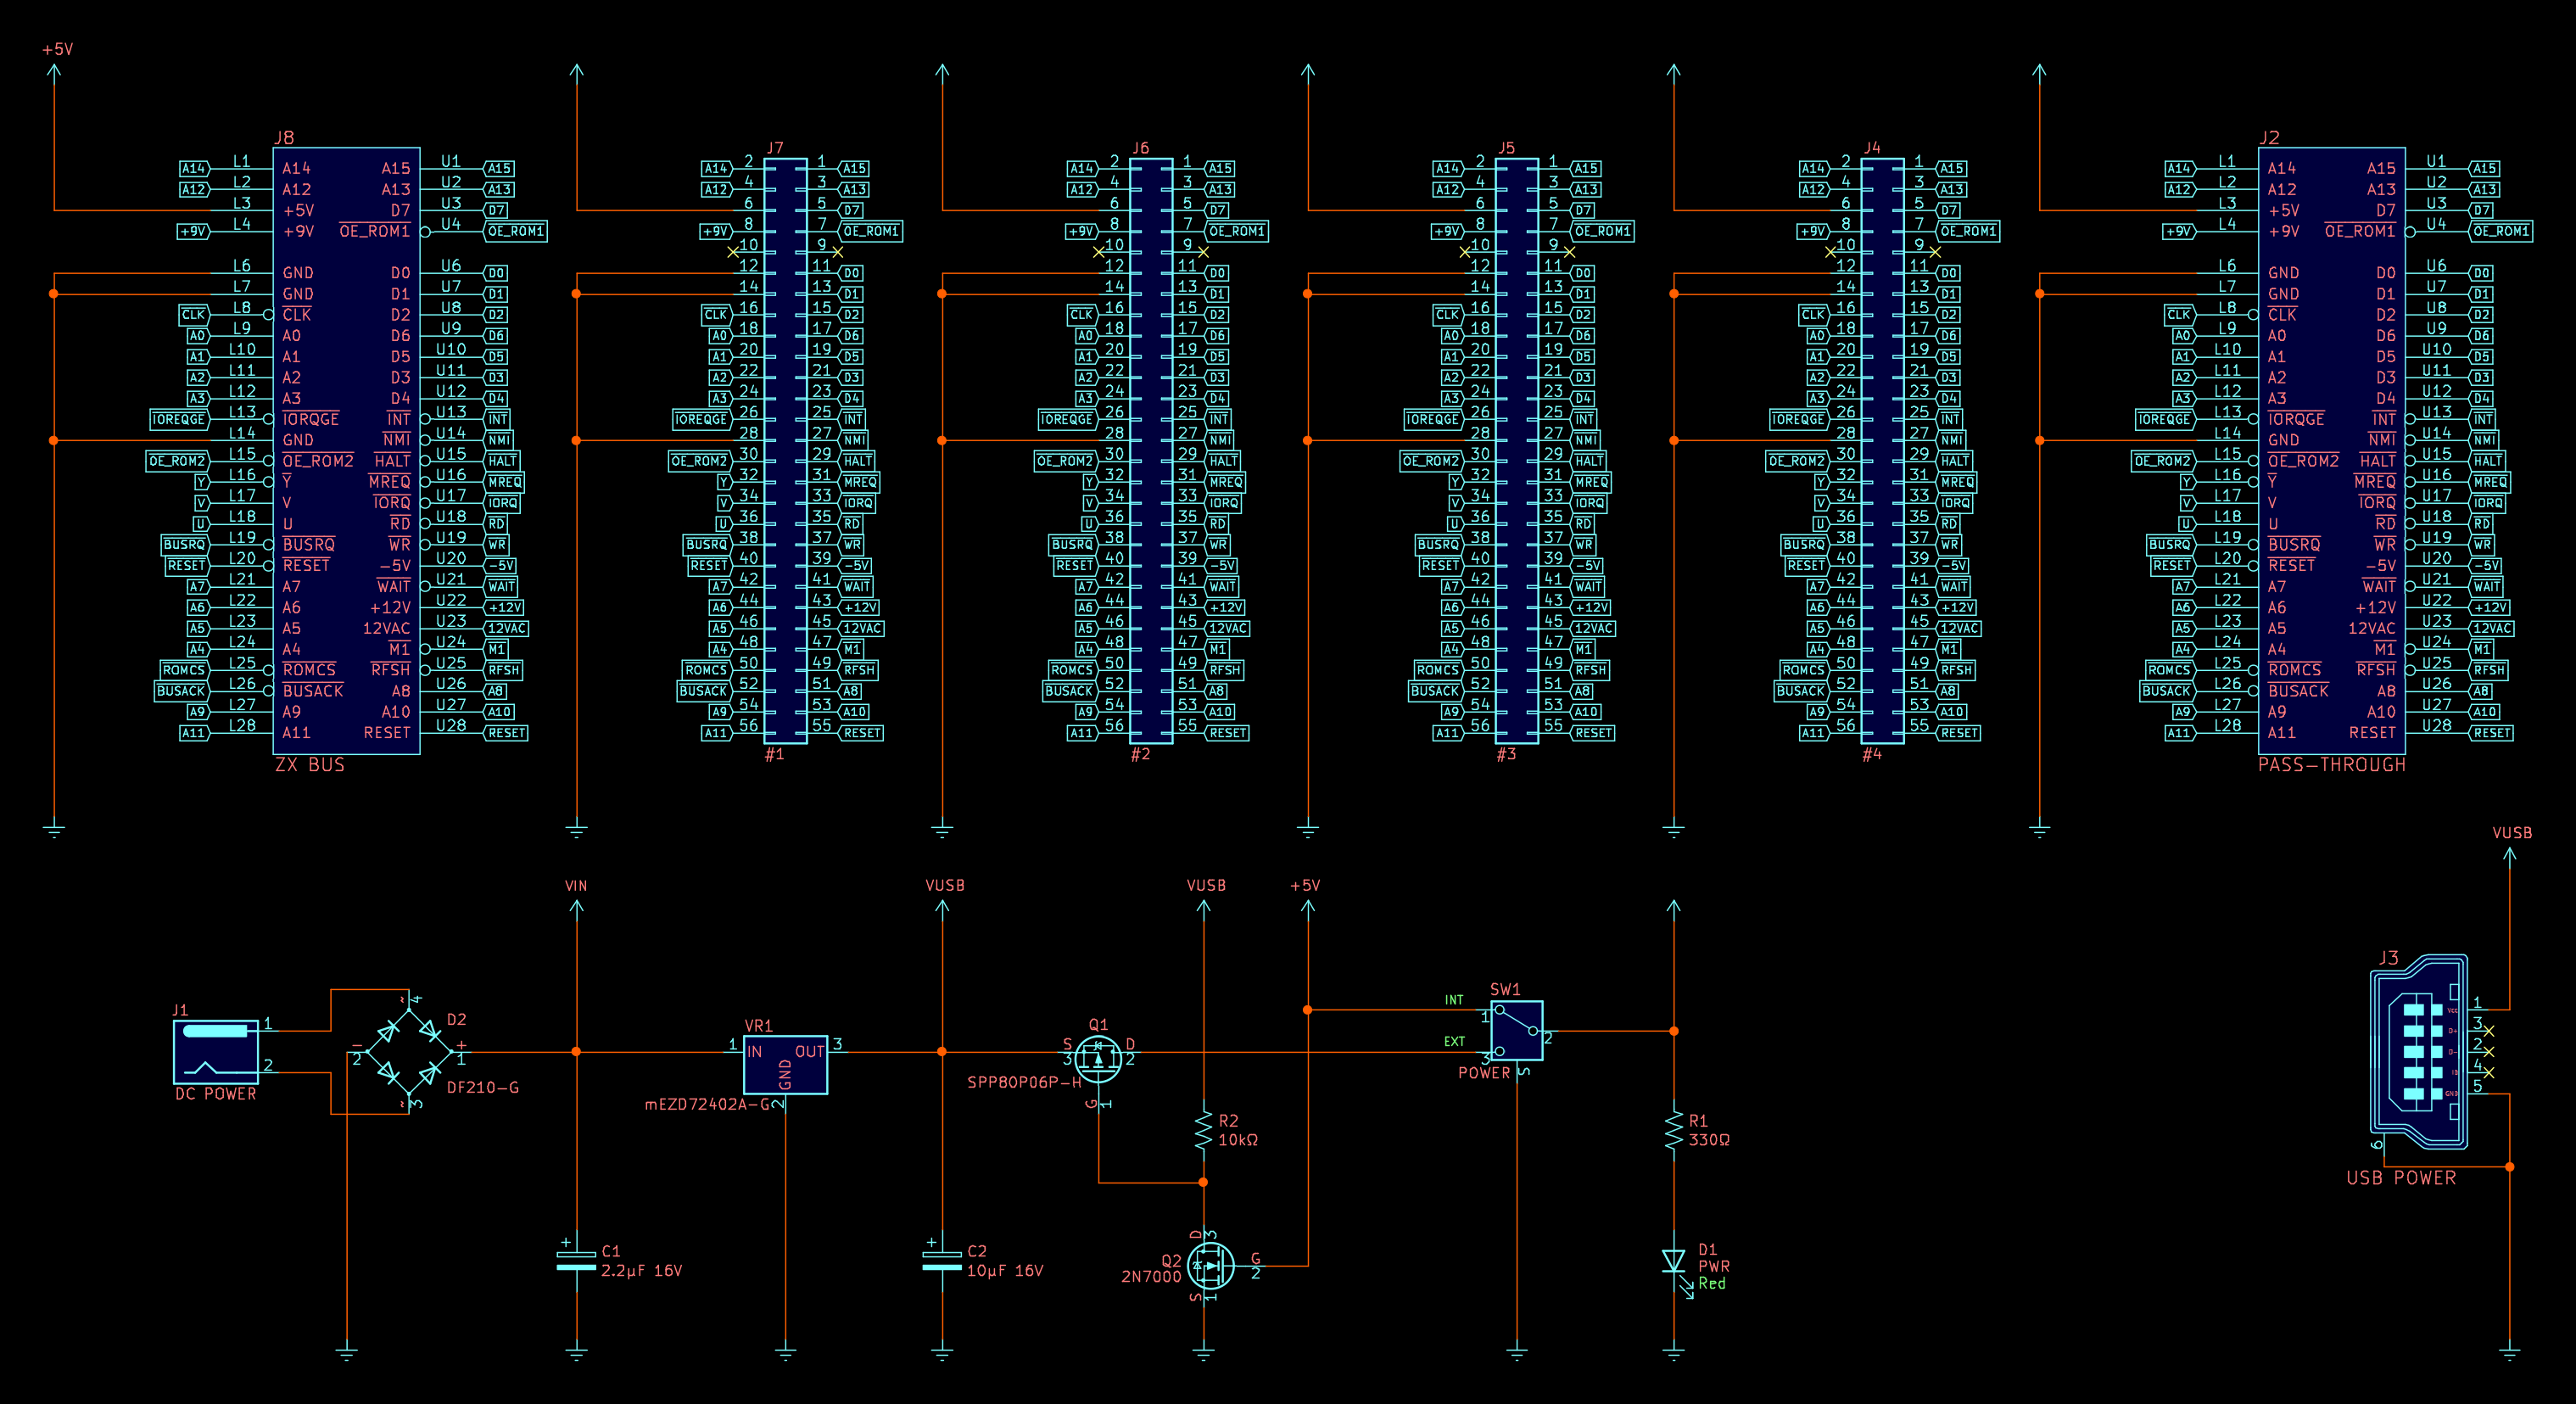 +5V
J8
A14 L1 A14 A15 U1 A15
A12 L2 A12 A13 U2 A13
L3 +5V D7 U3 D7
+9V L4 +9V OE_ROM1 U4 OE_ROM1
L6 GND D0 U6 D0
L7 GND D1 U7 D1
CLK L8 CLK D2 U8 D2
A0 L9 A0 D6 U9 D6
A1 L10 A1 D5 U10 D5
A2 L11 A2 D3 U11 D3
A3 L12 A3 D4 U12 D4
IOREQGE L13 IORQGE INT U13 INT
L14 GND NMI U14 NMI
OE_ROM2 L15 OE_ROM2 HALT U15 HALT
Y L16 Y MREQ U16 MREQ
V L17 V IORQ U17 IORQ
U L18 U RD U18 RD
BUSRQ L19 BUSRQ WR U19 WR
RESET L20 RESET -5V U20 -5V
A7 L21 A7 WAIT U21 WAIT
A6 L22 A6 +12V U22 +12V
A5 L23 A5 12VAC U23 12VAC
A4 L24 A4 M1 U24 M1
ROMCS L25 ROMCS RFSH U25 RFSH
BUSACK L26 BUSACK A8 U26 A8
A9 L27 A9 A10 U27 A10
A11 L28 A11 RESET U28 RESET
ZX BUS
J7
A14 2 1 A15
A12 4 3 A13
6 5 D7
+9V 8 7 OE_ROM1
10 9
12 11 D0
14 13 D1
CLK 16 15 D2
A0 18 17 D6
A1 20 19 D5
A2 22 21 D3
A3 24 23 D4
IOREQGE 26 25 INT
28 27 NMI
OE_ROM2 30 29 HALT
Y 32 31 MREQ
V 34 33 IORQ
U 36 35 RD
BUSRQ 38 37 WR
RESET 40 39 -5V
A7 42 41 WAIT
A6 44 43 +12V
A5 46 45 12VAC
A4 48 47 M1
ROMCS 50 49 RFSH
BUSACK 52 51 A8
A9 54 53 A10
A11 56 55 RESET
#1
J6
A14 2 1 A15
A12 4 3 A13
6 5 D7
+9V 8 7 OE_ROM1
10 9
12 11 D0
14 13 D1
CLK 16 15 D2
A0 18 17 D6
A1 20 19 D5
A2 22 21 D3
A3 24 23 D4
IOREQGE 26 25 INT
28 27 NMI
OE_ROM2 30 29 HALT
Y 32 31 MREQ
V 34 33 IORQ
U 36 35 RD
BUSRQ 38 37 WR
RESET 40 39 -5V
A7 42 41 WAIT
A6 44 43 +12V
A5 46 45 12VAC
A4 48 47 M1
ROMCS 50 49 RFSH
BUSACK 52 51 A8
A9 54 53 A10
A11 56 55 RESET
#2
J5
A14 2 1 A15
A12 4 3 A13
6 5 D7
+9V 8 7 OE_ROM1
10 9
12 11 D0
14 13 D1
CLK 16 15 D2
A0 18 17 D6
A1 20 19 D5
A2 22 21 D3
A3 24 23 D4
IOREQGE 26 25 INT
28 27 NMI
OE_ROM2 30 29 HALT
Y 32 31 MREQ
V 34 33 IORQ
U 36 35 RD
BUSRQ 38 37 WR
RESET 40 39 -5V
A7 42 41 WAIT
A6 44 43 +12V
A5 46 45 12VAC
A4 48 47 M1
ROMCS 50 49 RFSH
BUSACK 52 51 A8
A9 54 53 A10
A11 56 55 RESET
#3
J4
A14 2 1 A15
A12 4 3 A13
6 5 D7
+9V 8 7 OE_ROM1
10 9
12 11 D0
14 13 D1
CLK 16 15 D2
A0 18 17 D6
A1 20 19 D5
A2 22 21 D3
A3 24 23 D4
IOREQGE 26 25 INT
28 27 NMI
OE_ROM2 30 29 HALT
Y 32 31 MREQ
V 34 33 IORQ
U 36 35 RD
BUSRQ 38 37 WR
RESET 40 39 -5V
A7 42 41 WAIT
A6 44 43 +12V
A5 46 45 12VAC
A4 48 47 M1
ROMCS 50 49 RFSH
BUSACK 52 51 A8
A9 54 53 A10
A11 56 55 RESET
#4
J2
A14 L1 A14 A15 U1 A15
A12 L2 A12 A13 U2 A13
L3 +5V D7 U3 D7
+9V L4 +9V OE_ROM1 U4 OE_ROM1
L6 GND D0 U6 D0
L7 GND D1 U7 D1
CLK L8 CLK D2 U8 D2
A0 L9 A0 D6 U9 D6
A1 L10 A1 D5 U10 D5
A2 L11 A2 D3 U11 D3
A3 L12 A3 D4 U12 D4
IOREQGE L13 IORQGE INT U13 INT
L14 GND NMI U14 NMI
OE_ROM2 L15 OE_ROM2 HALT U15 HALT
Y L16 Y MREQ U16 MREQ
V L17 V IORQ U17 IORQ
U L18 U RD U18 RD
BUSRQ L19 BUSRQ WR U19 WR
RESET L20 RESET -5V U20 -5V
A7 L21 A7 WAIT U21 WAIT
A6 L22 A6 +12V U22 +12V
A5 L23 A5 12VAC U23 12VAC
A4 L24 A4 M1 U24 M1
ROMCS L25 ROMCS RFSH U25 RFSH
BUSACK L26 BUSACK A8 U26 A8
A9 L27 A9 A10 U27 A10
A11 L28 A11 RESET U28 RESET
PASS-THROUGH
J1
1
2
DC POWER
D2
4
- 2
+ 1
3
DF210-G
VIN
C1
2.2µF 16V
VR1
1 IN OUT 3
GND
2
mEZD72402A-G
VUSB
C2
10µF 16V
Q1
S 3 D 2
G 1
SPP80P06P-H
VUSB
R2
10kΩ
Q2
2N7000
D 3
G 2
S 1
+5V
INT
EXT
SW1
1
2
3
S
POWER
R1
330Ω
D1
PWR
Red
VUSB
J3
VCC 1
D+ 3
D- 2
ID 4
GND 5
6
USB POWER